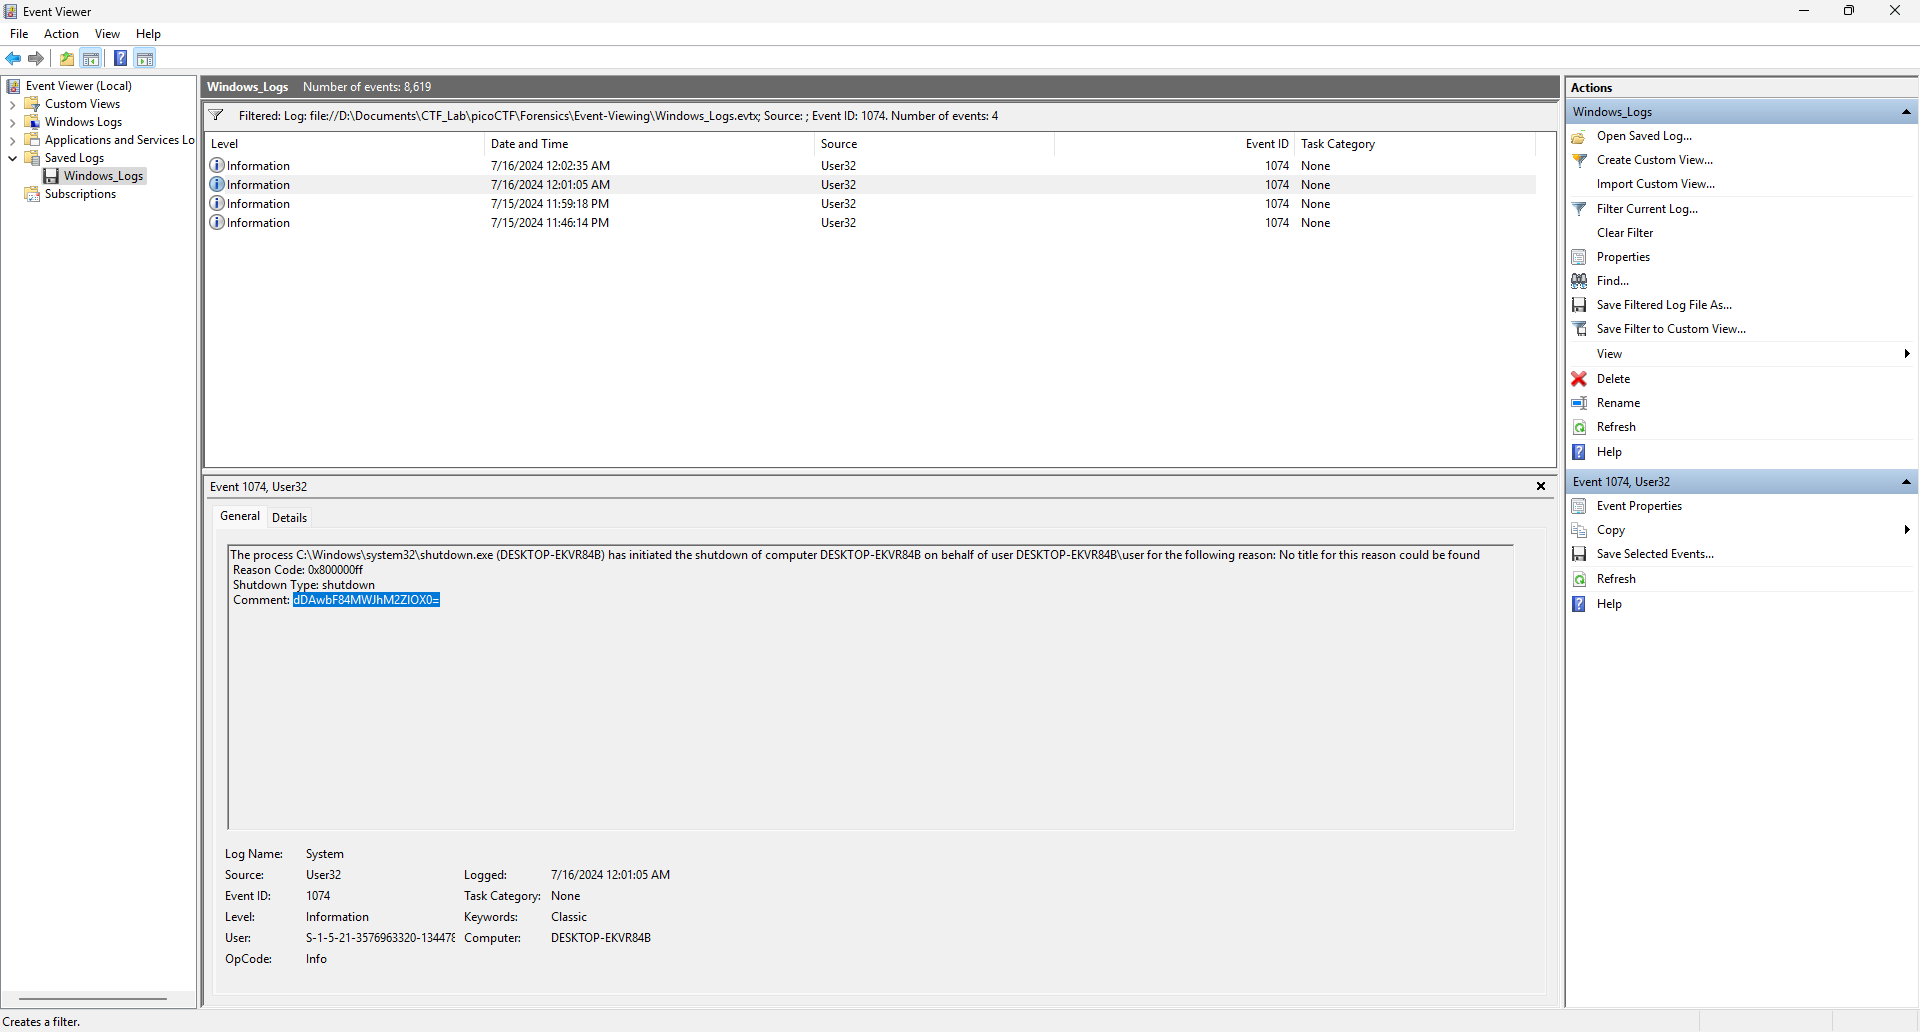 Event Viewer
File Action View Help
Event Viewer (Local)
Custom Views
Windows Logs
Applications and Services Lo
Saved Logs
Windows_Logs
Subscriptions
Windows_Logs Number of events: 8,619
Filtered: Log: file://D:\Documents\CTF_Lab\picoCTF\Forensics\Event-Viewing\Windows_Logs.evtx; Source: ; Event ID: 1074. Number of events: 4
Level Date and Time Source Event ID Task Category
Information 7/16/2024 12:02:35 AM User32 1074 None
Information 7/16/2024 12:01:05 AM User32 1074 None
Information 7/15/2024 11:59:18 PM User32 1074 None
Information 7/15/2024 11:46:14 PM User32 1074 None
Event 1074, User32
General Details
The process C:\Windows\system32\shutdown.exe (DESKTOP-EKVR84B) has initiated the shutdown of computer DESKTOP-EKVR84B on behalf of user DESKTOP-EKVR84B\user for the following reason: No title for this reason could be found
Reason Code: 0x800000ff
Shutdown Type: shutdown
Comment: dDAwbF84MWJhM2ZlOX0=
Log Name: System
Source: User32 Logged: 7/16/2024 12:01:05 AM
Event ID: 1074 Task Category: None
Level: Information Keywords: Classic
User: S-1-5-21-3576963320-134478 Computer: DESKTOP-EKVR84B
OpCode: Info
Actions
Windows_Logs
Open Saved Log...
Create Custom View...
Import Custom View...
Filter Current Log...
Clear Filter
Properties
Find...
Save Filtered Log File As...
Save Filter to Custom View...
View
Delete
Rename
Refresh
Help
Event 1074, User32
Event Properties
Copy
Save Selected Events...
Refresh
Help
Creates a filter.